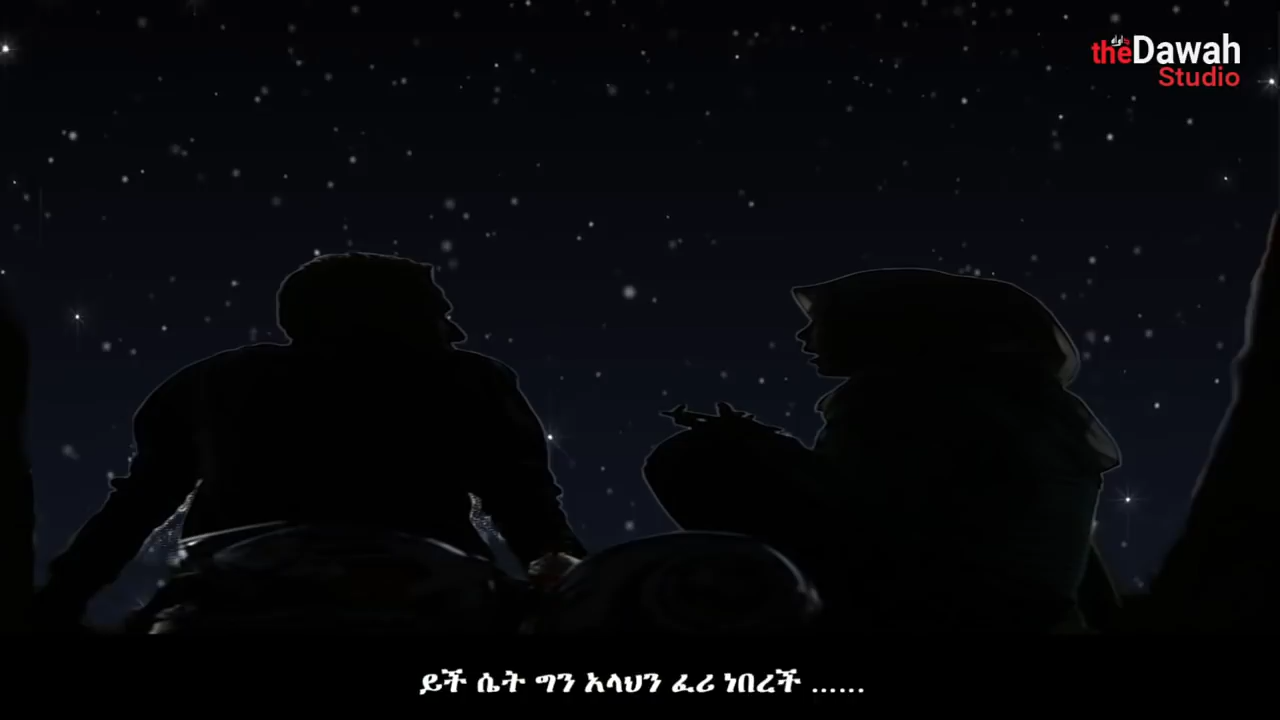 theDawah
Studio
ይች ሴት ግን አላህን ፈሪ ነበረች ......